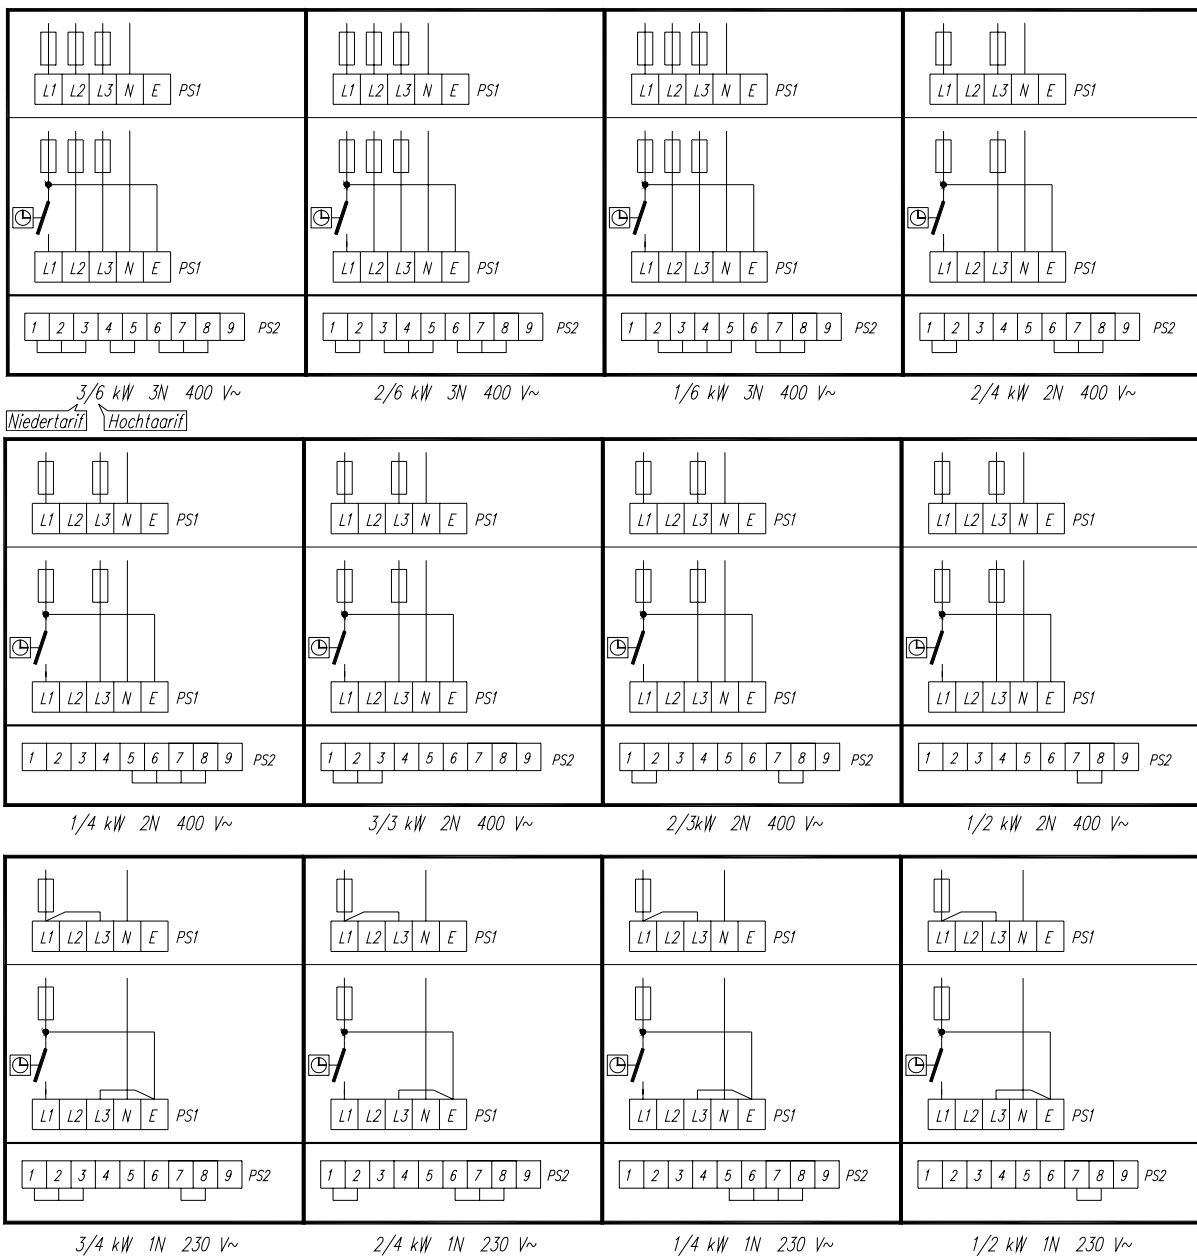 L1 L2 L3 N E PS1 L1 L2 L3 N E PS1 L1 L2 L3 N E PS1 L1 L2 L3 N E PS1
L1 L2 L3 N E PS1 L1 L2 L3 N E PS1 L1 L2 L3 N E PS1 L1 L2 L3 N E PS1
1 2 3 4 5 6 7 8 9 PS2 1 2 3 4 5 6 7 8 9 PS2 1 2 3 4 5 6 7 8 9 PS2 1 2 3 4 5 6 7 8 9 PS2
3/6 kW 3N 400 V~ 2/6 kW 3N 400 V~ 1/6 kW 3N 400 V~ 2/4 kW 2N 400 V~
Niedertarif Hochtaarif
L1 L2 L3 N E PS1 L1 L2 L3 N E PS1 L1 L2 L3 N E PS1 L1 L2 L3 N E PS1
L1 L2 L3 N E PS1 L1 L2 L3 N E PS1 L1 L2 L3 N E PS1 L1 L2 L3 N E PS1
1 2 3 4 5 6 7 8 9 PS2 1 2 3 4 5 6 7 8 9 PS2 1 2 3 4 5 6 7 8 9 PS2 1 2 3 4 5 6 7 8 9 PS2
1/4 kW 2N 400 V~ 3/3 kW 2N 400 V~ 2/3kW 2N 400 V~ 1/2 kW 2N 400 V~
L1 L2 L3 N E PS1 L1 L2 L3 N E PS1 L1 L2 L3 N E PS1 L1 L2 L3 N E PS1
L1 L2 L3 N E PS1 L1 L2 L3 N E PS1 L1 L2 L3 N E PS1 L1 L2 L3 N E PS1
1 2 3 4 5 6 7 8 9 PS2 1 2 3 4 5 6 7 8 9 PS2 1 2 3 4 5 6 7 8 9 PS2 1 2 3 4 5 6 7 8 9 PS2
3/4 kW 1N 230 V~ 2/4 kW 1N 230 V~ 1/4 kW 1N 230 V~ 1/2 kW 1N 230 V~